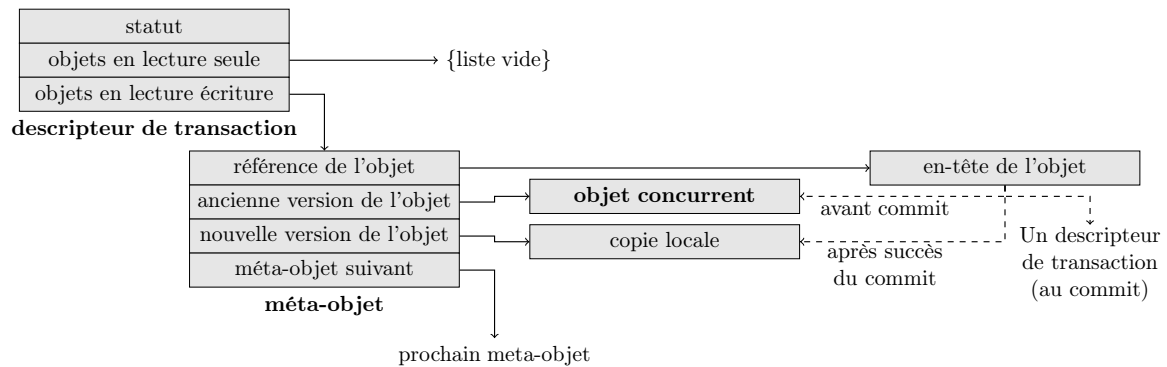 statut
objets en lecture seule
{liste vide}
objets en lecture écriture
descripteur de transaction
référence de l'objet
en-tête de l'objet
ancienne version de l'objet
objet concurrent
avant commit
nouvelle version de l'objet
copie locale
Un descripteur
de transaction
(au commit)
après succès
du commit
méta-objet suivant
méta-objet
prochain meta-objet